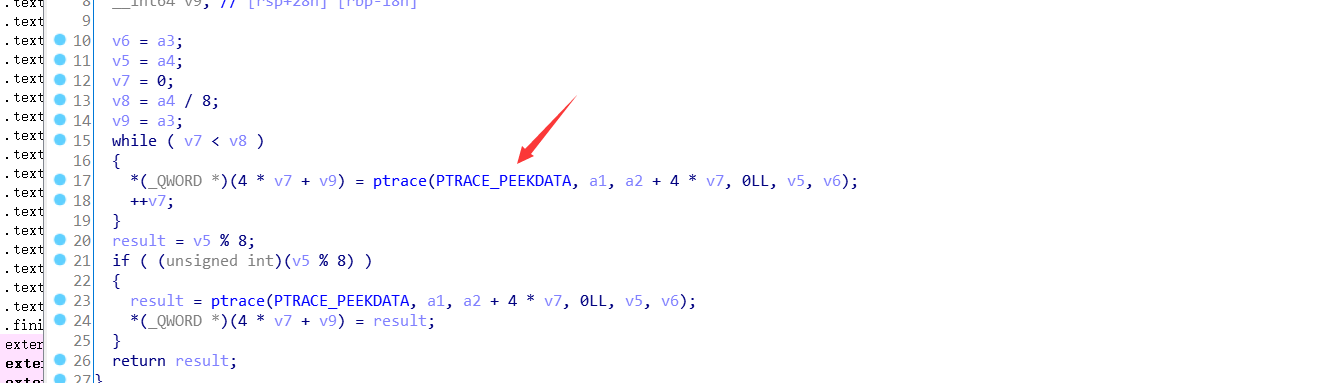 .text 8 __int64 v9; // [rsp+28h] [rbp-18h]
.text 9
.text 10 v6 = a3;
.text 11 v5 = a4;
.text 12 v7 = 0;
.text 13 v8 = a4 / 8;
.text 14 v9 = a3;
.text 15 while ( v7 < v8 )
.text 16 {
.text 17 *(_QWORD *)(4 * v7 + v9) = ptrace(PTRACE_PEEKDATA, a1, a2 + 4 * v7, 0LL, v5, v6);
.text 18 ++v7;
.text 19 }
.text 20 result = v5 % 8;
.text 21 if ( (unsigned int)(v5 % 8) )
.text 22 {
.text 23 result = ptrace(PTRACE_PEEKDATA, a1, a2 + 4 * v7, 0LL, v5, v6);
.fini 24 *(_QWORD *)(4 * v7 + v9) = result;
exter 25 }
exte 26 return result;
27 }